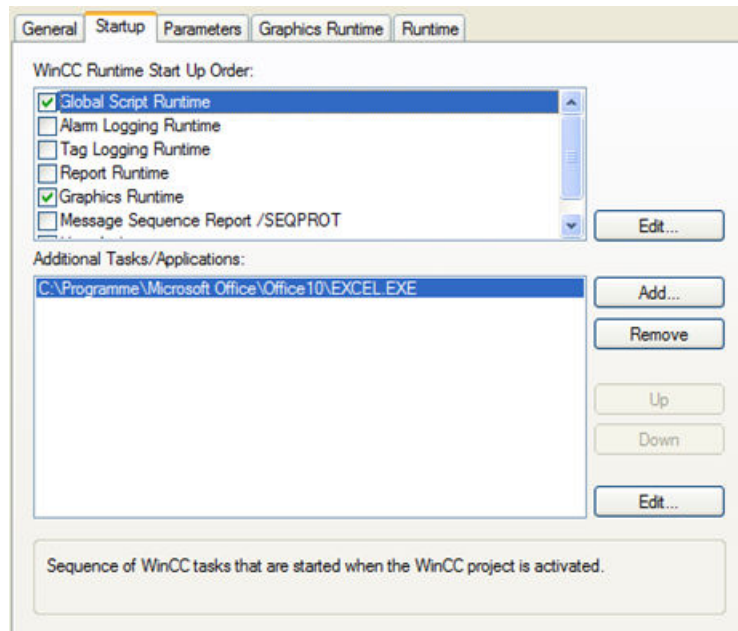 General Startup Parameters Graphics Runtime Runtime
WinCC Runtime Start Up Order:
Global Script Runtime
Alarm Logging Runtime
Tag Logging Runtime
Report Runtime
Graphics Runtime
Message Sequence Report /SEQPROT
Edit...
Additional Tasks/Applications:
C:\Programme\Microsoft Office\Office10\EXCEL.EXE
Add...
Remove
Up
Down
Edit...
Sequence of WinCC tasks that are started when the WinCC project is activated.